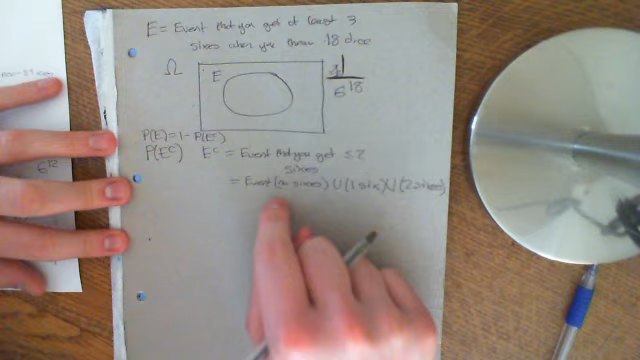 E = Event that you get at least 3
sixes when you throw 18 dice
Ω
E
6^18
P(E) = 1 - P(E^c)
P(E^c) E^c = Event that you get ≤ 2
sixes
= Event (no sixes) ∪ (1 six) ∪ (2 sixes)